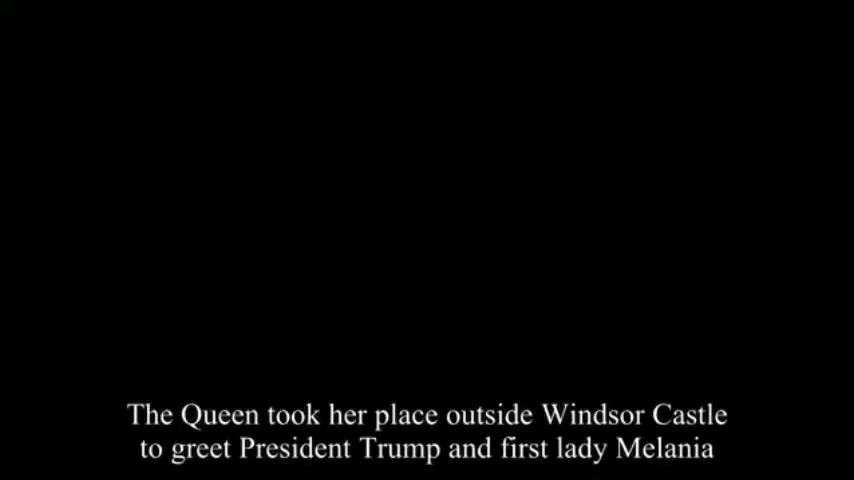 The Queen took her place outside Windsor Castle
to greet President Trump and first lady Melania